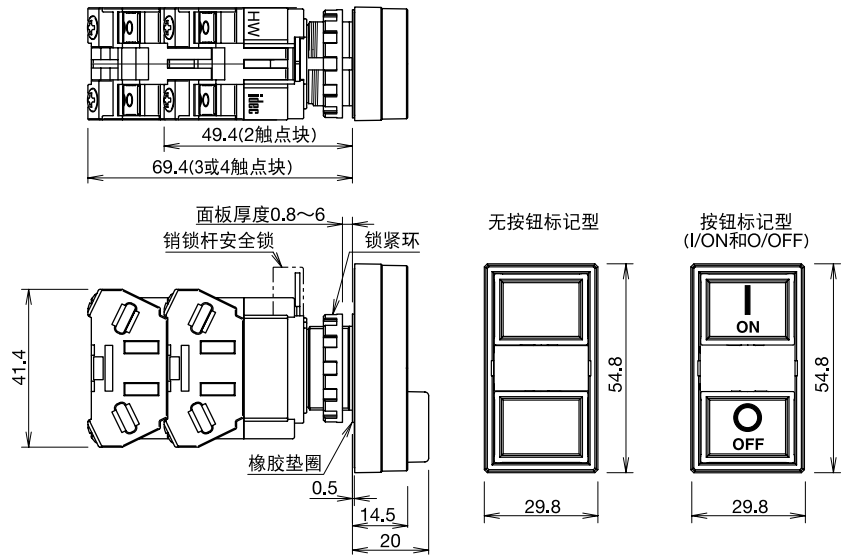 HW
idec
49.4(2触点块)
69.4(3或4触点块)
面板厚度0.8～6
销锁杆安全锁
锁紧环
无按钮标记型
按钮标记型
(I/ON和O/OFF)
41.4
橡胶垫圈
0.5
14.5
20
54.8
29.8
I
ON
O
OFF
54.8
29.8